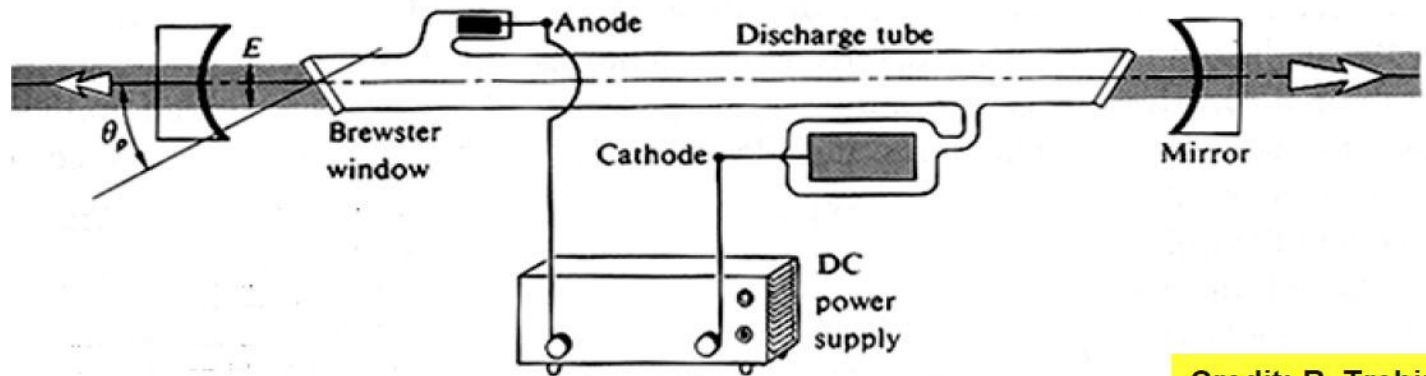 Anode
E
Discharge tube
θp
Brewster
window
Cathode
Mirror
DC
power
supply